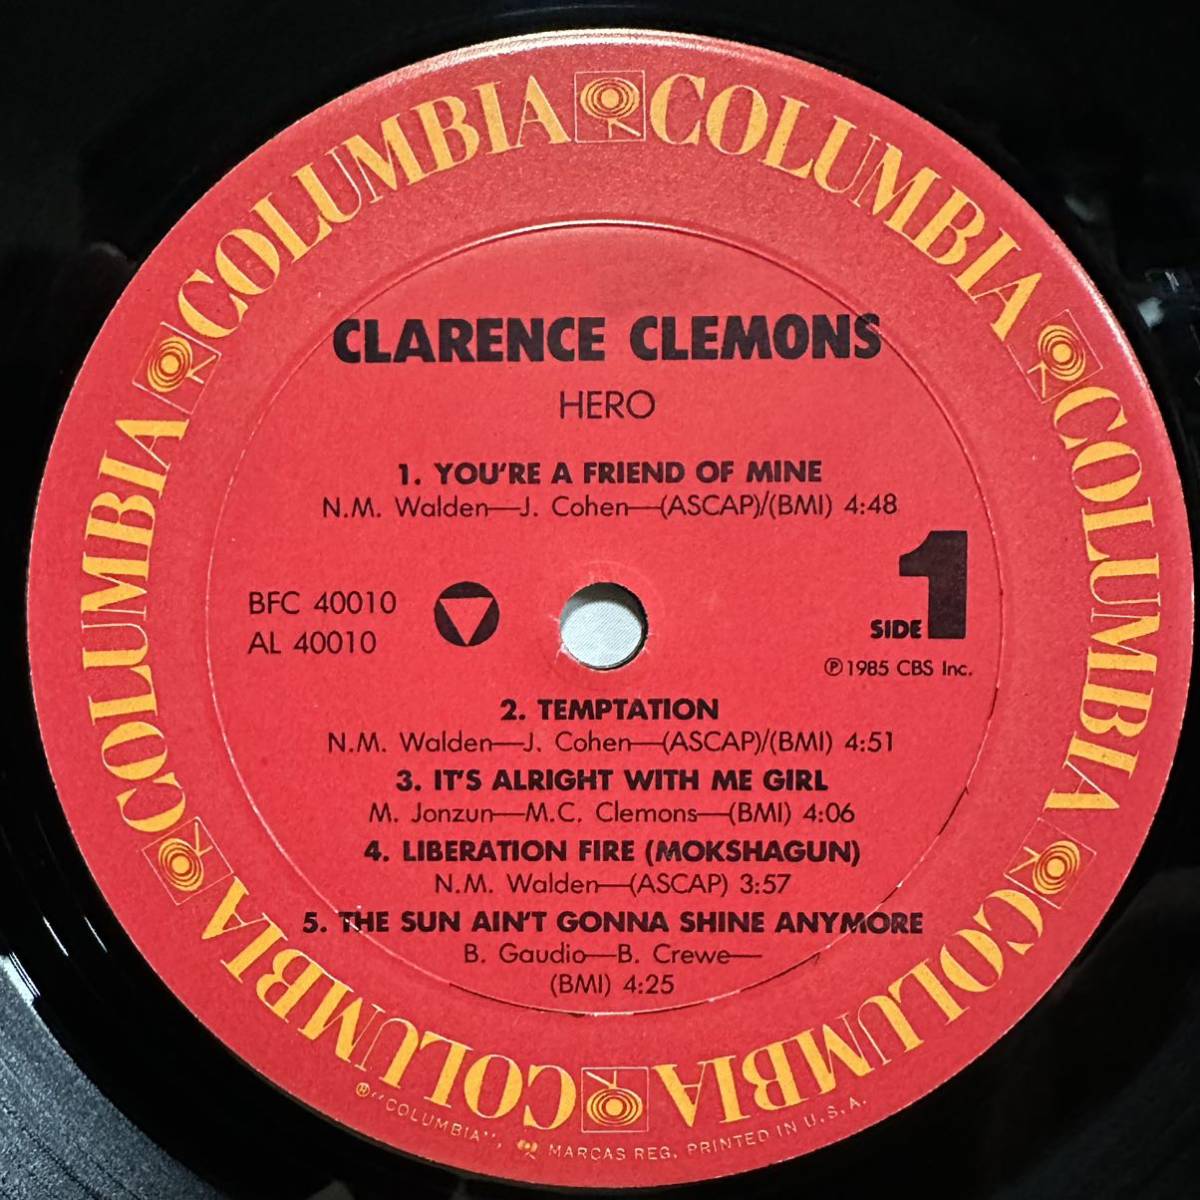 COLUMBIA COLUMBIA COLUMBIA COLUMBIA COLUMBIA COLUMBIA COLUMBIA COLUMBIA
CLARENCE CLEMONS
HERO
1. YOU'RE A FRIEND OF MINE
N.M. Walden—J. Cohen—(ASCAP)/(BMI) 4:48
BFC 40010
AL 40010
SIDE 1
℗ 1985 CBS Inc.
2. TEMPTATION
N.M. Walden—J. Cohen—(ASCAP)/(BMI) 4:51
3. IT'S ALRIGHT WITH ME GIRL
M. Jonzun—M.C. Clemons—(BMI) 4:06
4. LIBERATION FIRE (MOKSHAGUN)
N.M. Walden—(ASCAP) 3:57
5. THE SUN AIN'T GONNA SHINE ANYMORE
B. Gaudio—B. Crewe—
(BMI) 4:25
® "COLUMBIA", MARCAS REG. PRINTED IN U.S.A.